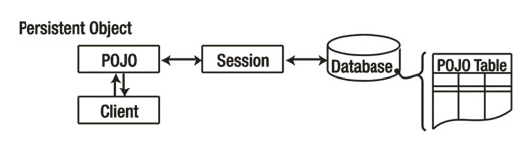 Persistent Object
POJO
Session
Database
POJO Table
Client